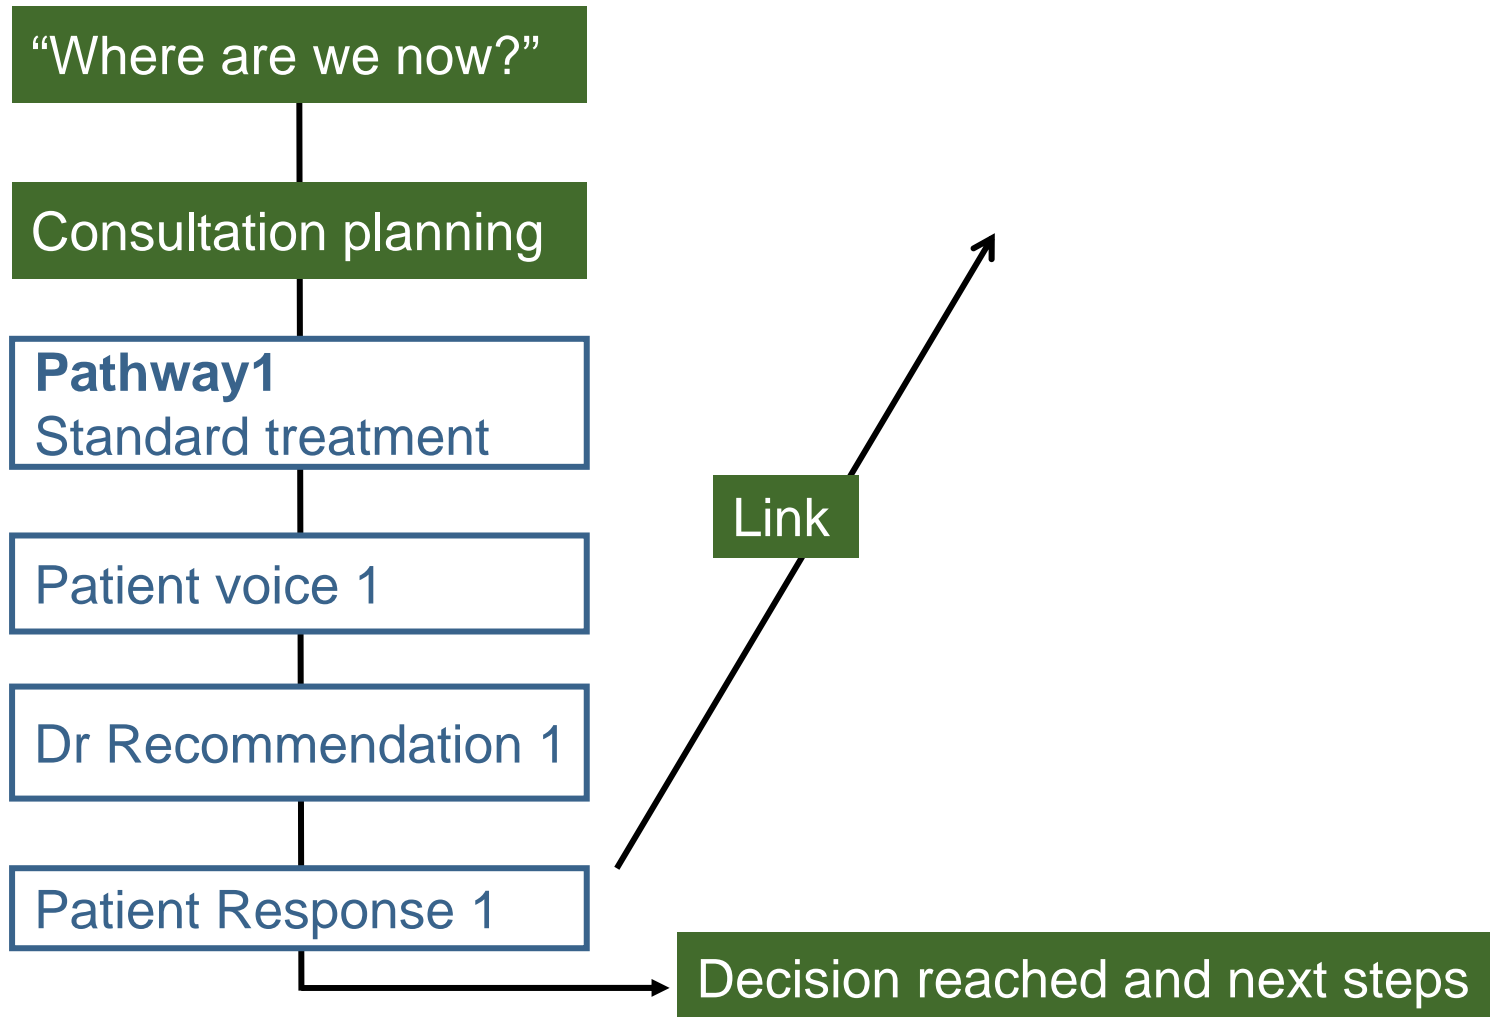 “Where are we now?”
Consultation planning
Pathway1
Standard treatment
Patient voice 1
Dr Recommendation 1
Patient Response 1
Link
Decision reached and next steps